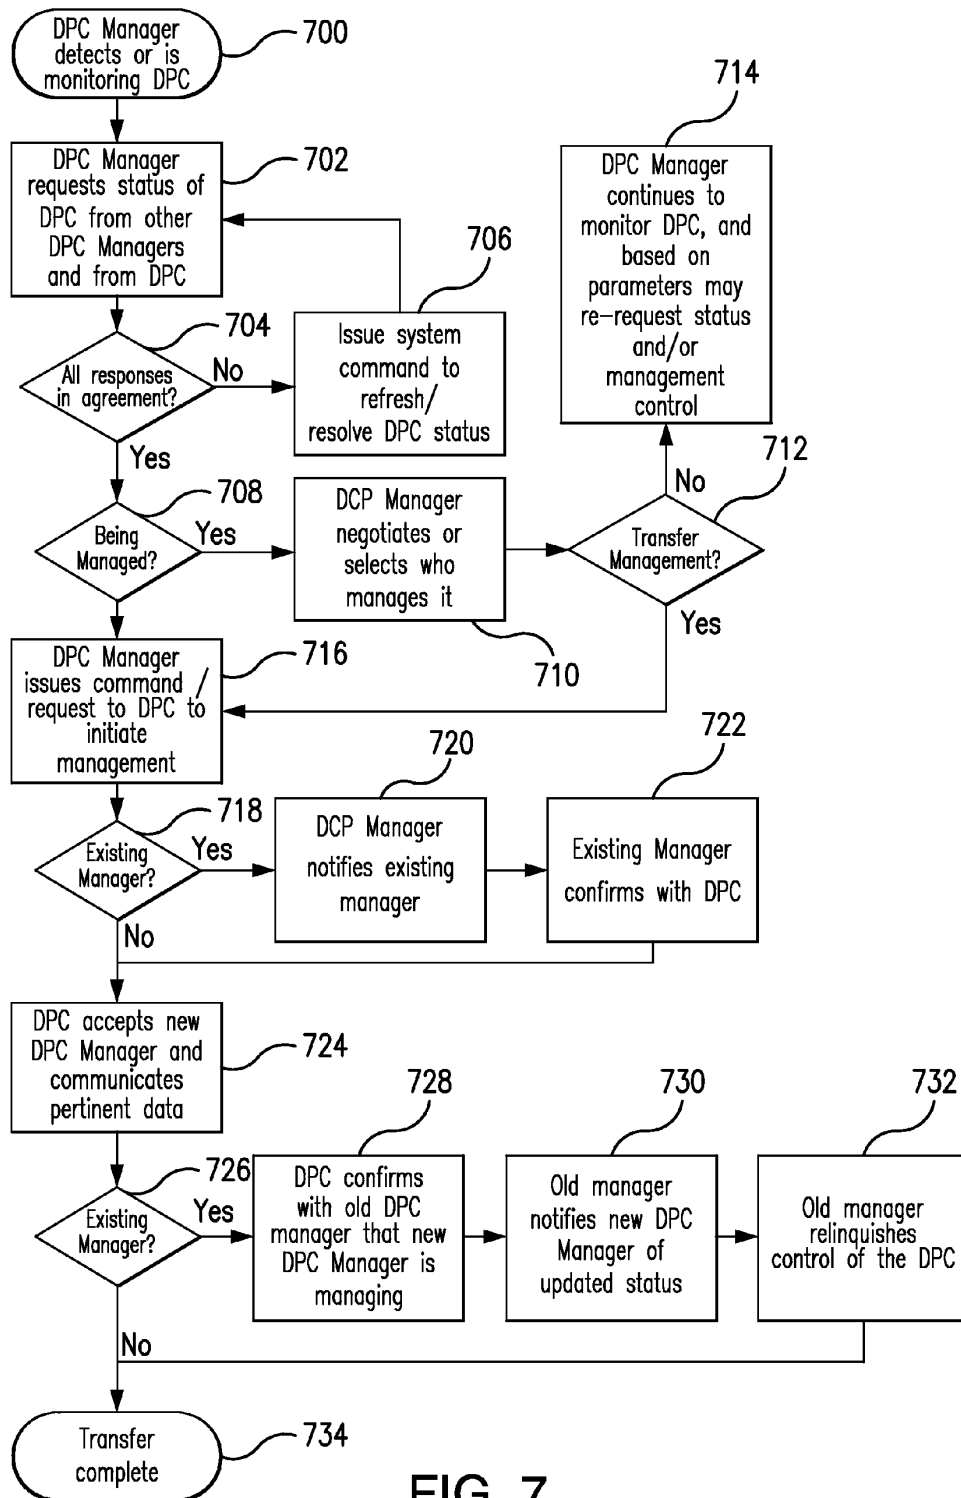 DPC Manager
detects or is
monitoring DPC
700
DPC Manager
requests status of
DPC from other
DPC Managers
and from DPC
702
714
DPC Manager
continues to
monitor DPC, and
based on
parameters may
re-request status
and/or
management
control
704
All responses
in agreement?
No
706
Issue system
command to
refresh/
resolve DPC status
Yes
708
Being
Managed?
Yes
DCP Manager
negotiates or
selects who
manages it
710
712
No
Transfer
Management?
Yes
DPC Manager
issues command /
request to DPC to
initiate
management
716
718
Existing
Manager?
Yes
No
720
DCP Manager
notifies existing
manager
722
Existing Manager
confirms with DPC
DPC accepts new
DPC Manager and
communicates
pertinent data
724
726
Existing
Manager?
Yes
No
728
DPC confirms
with old DPC
manager that new
DPC Manager is
managing
730
Old manager
notifies new DPC
Manager of
updated status
732
Old manager
relinquishes
control of the DPC
Transfer
complete
734
FIG. 7